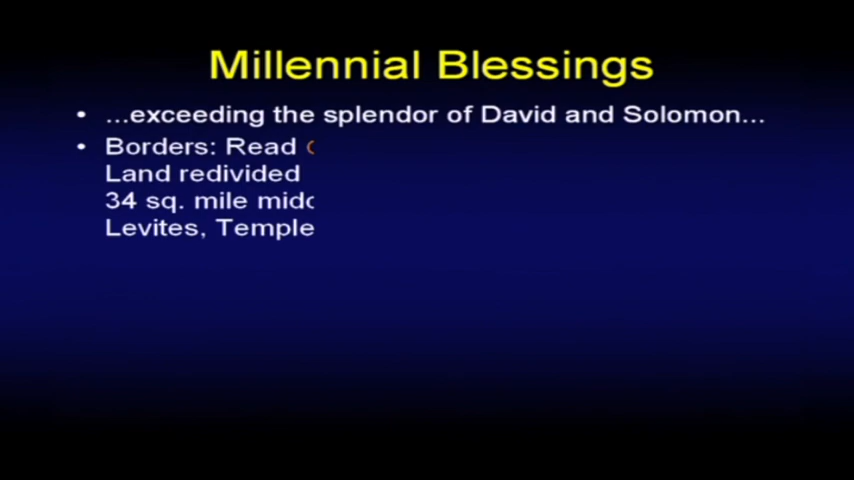 Millennial Blessings
• ...exceeding the splendor of David and Solomon...
• Borders: Read
Land redivided
34 sq. mile
Levites, Temple